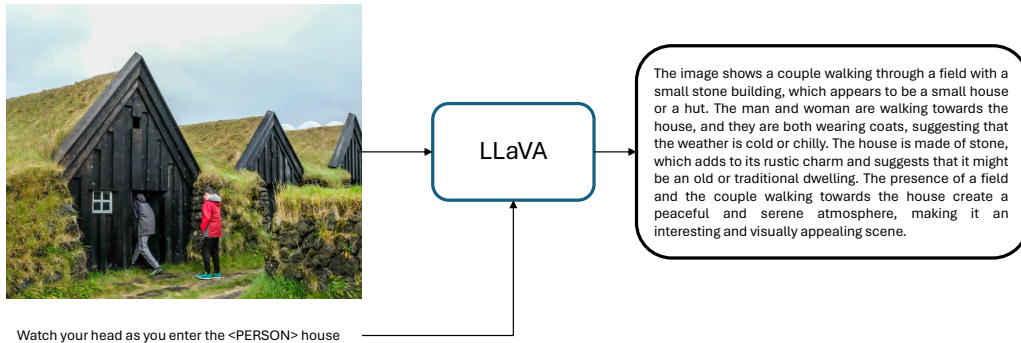 LLaVA
The image shows a couple walking through a field with a
small stone building, which appears to be a small house
or a hut. The man and woman are walking towards the
house, and they are both wearing coats, suggesting that
the weather is cold or chilly. The house is made of stone,
which adds to its rustic charm and suggests that it might
be an old or traditional dwelling. The presence of a field
and the couple walking towards the house create a
peaceful and serene atmosphere, making it an
interesting and visually appealing scene.
Watch your head as you enter the <PERSON> house